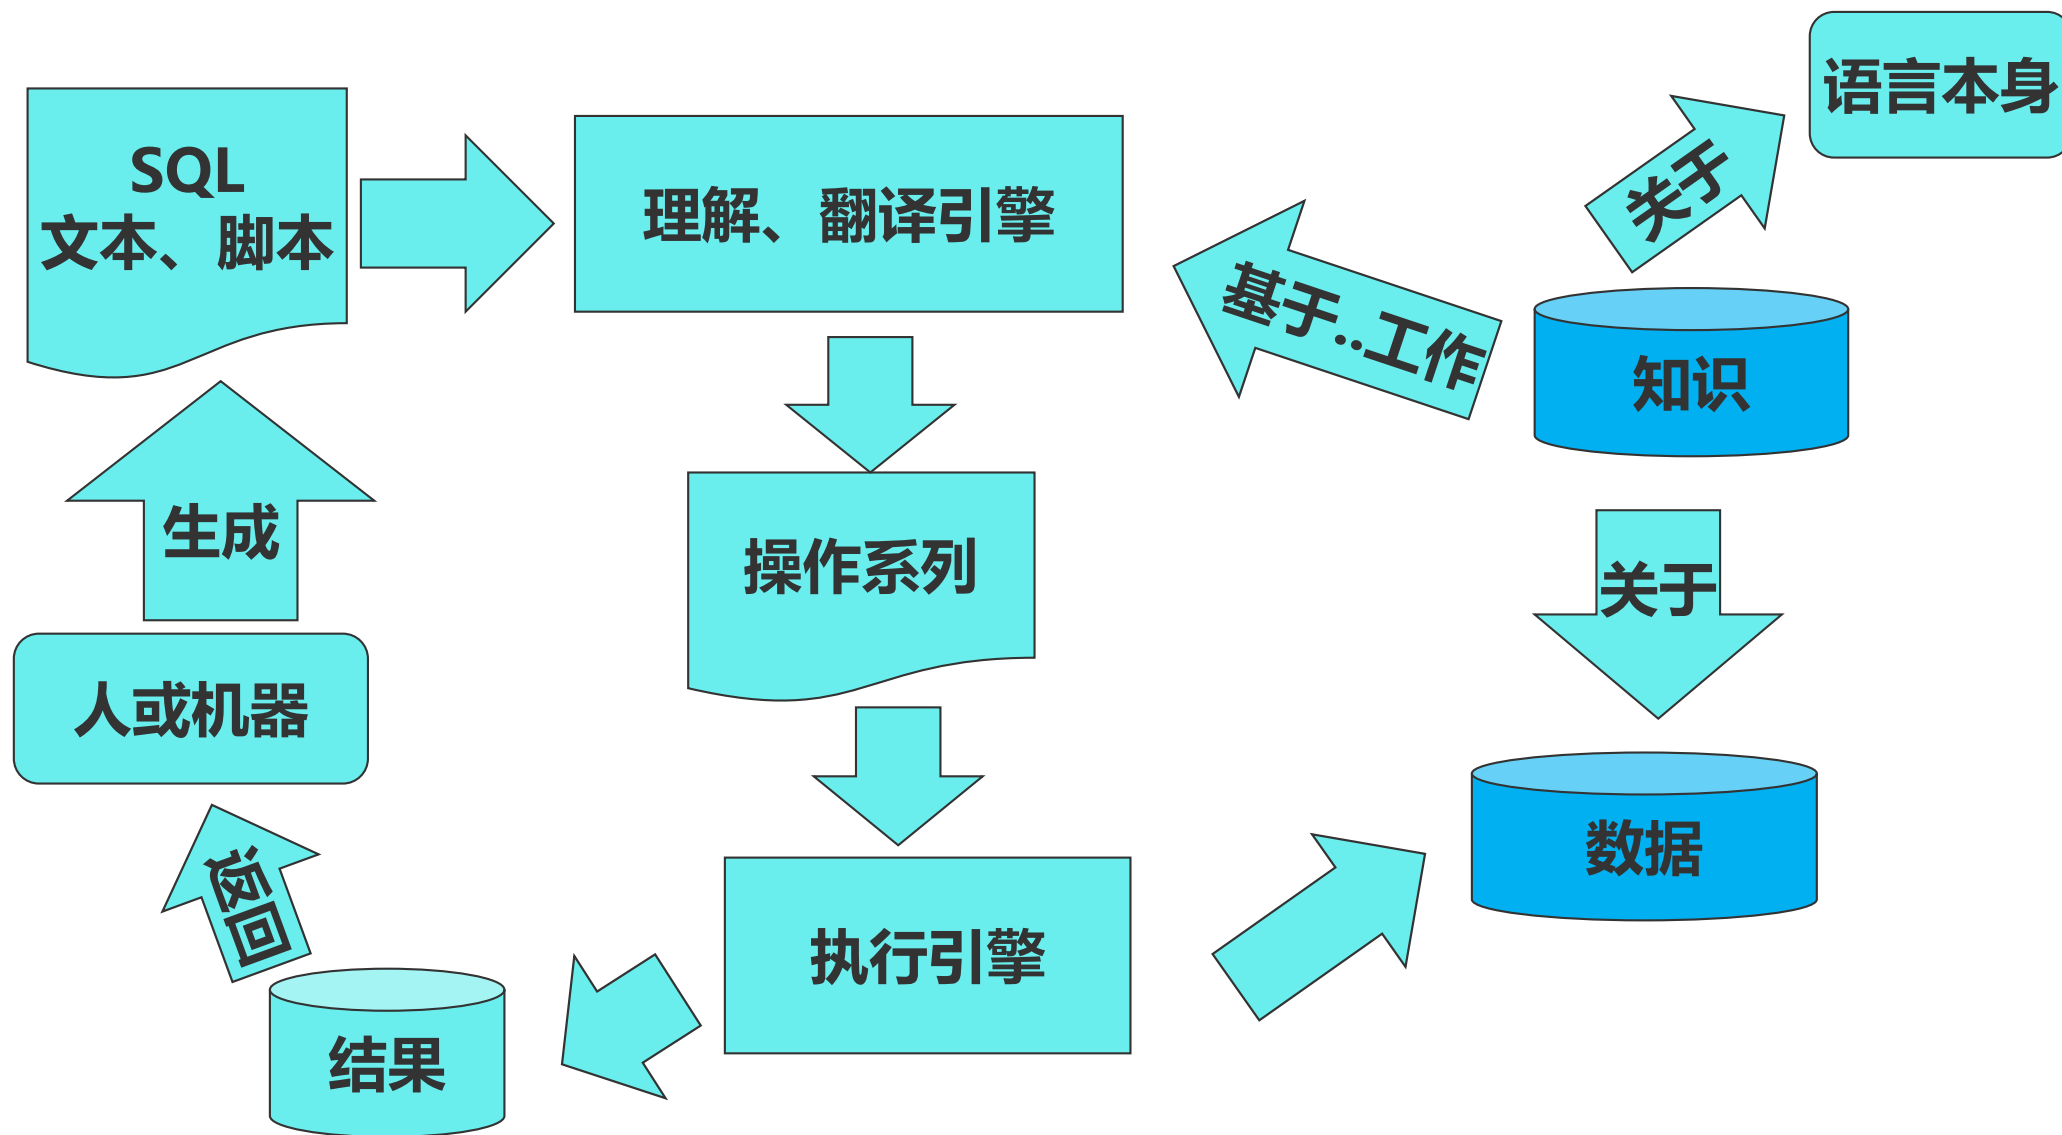 语言本身
SQL
文本、脚本
理解、翻译引擎
关于
基于..工作
知识
生成
操作系列
关于
人或机器
数据
返回
执行引擎
结果